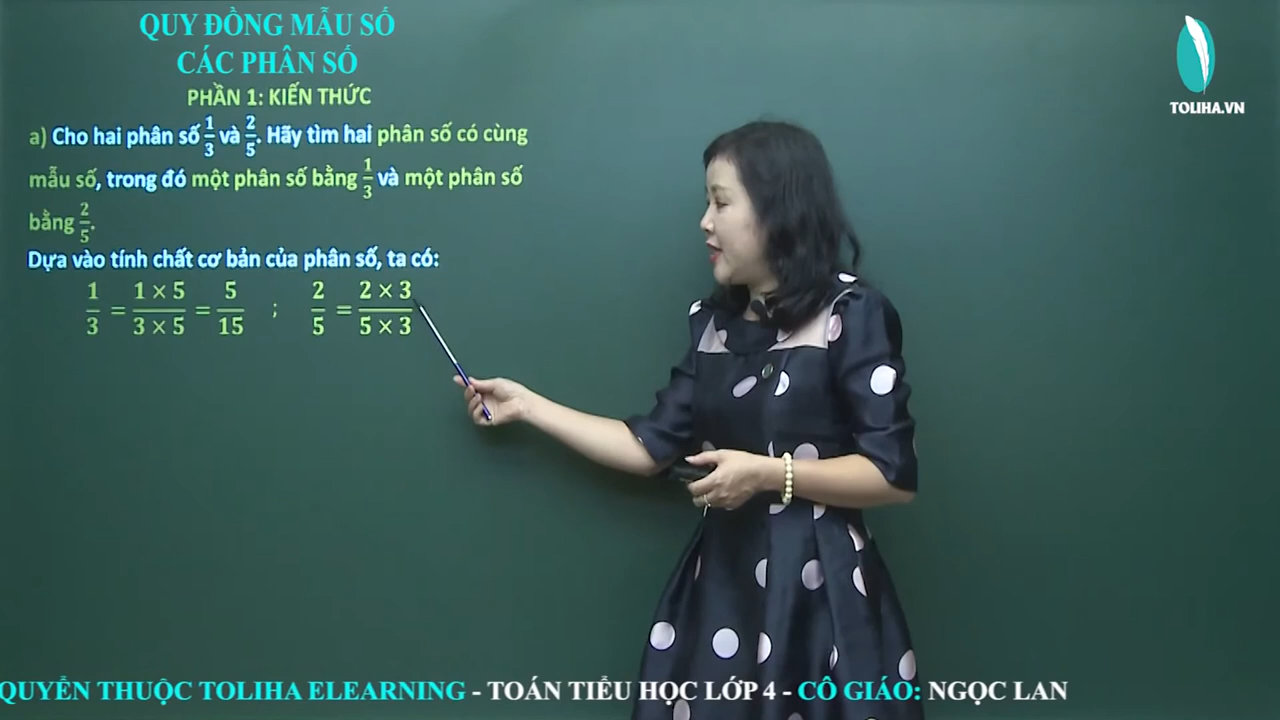 QUY ĐỒNG MẪU SỐ
CÁC PHÂN SỐ
PHẦN 1: KIẾN THỨC
a) Cho hai phân số 1/3 và 2/5. Hãy tìm hai phân số có cùng
mẫu số, trong đó một phân số bằng 1/3 và một phân số
bằng 2/5.
Dựa vào tính chất cơ bản của phân số, ta có:
1/3 = (1 × 5)/(3 × 5) = 5/15 ; 2/5 = (2 × 3)/(5 × 3)
TOLIHA.VN
QUYỀN THUỘC TOLIHA ELEARNING - TOÁN TIỂU HỌC LỚP 4 - CÔ GIÁO: NGỌC LAN